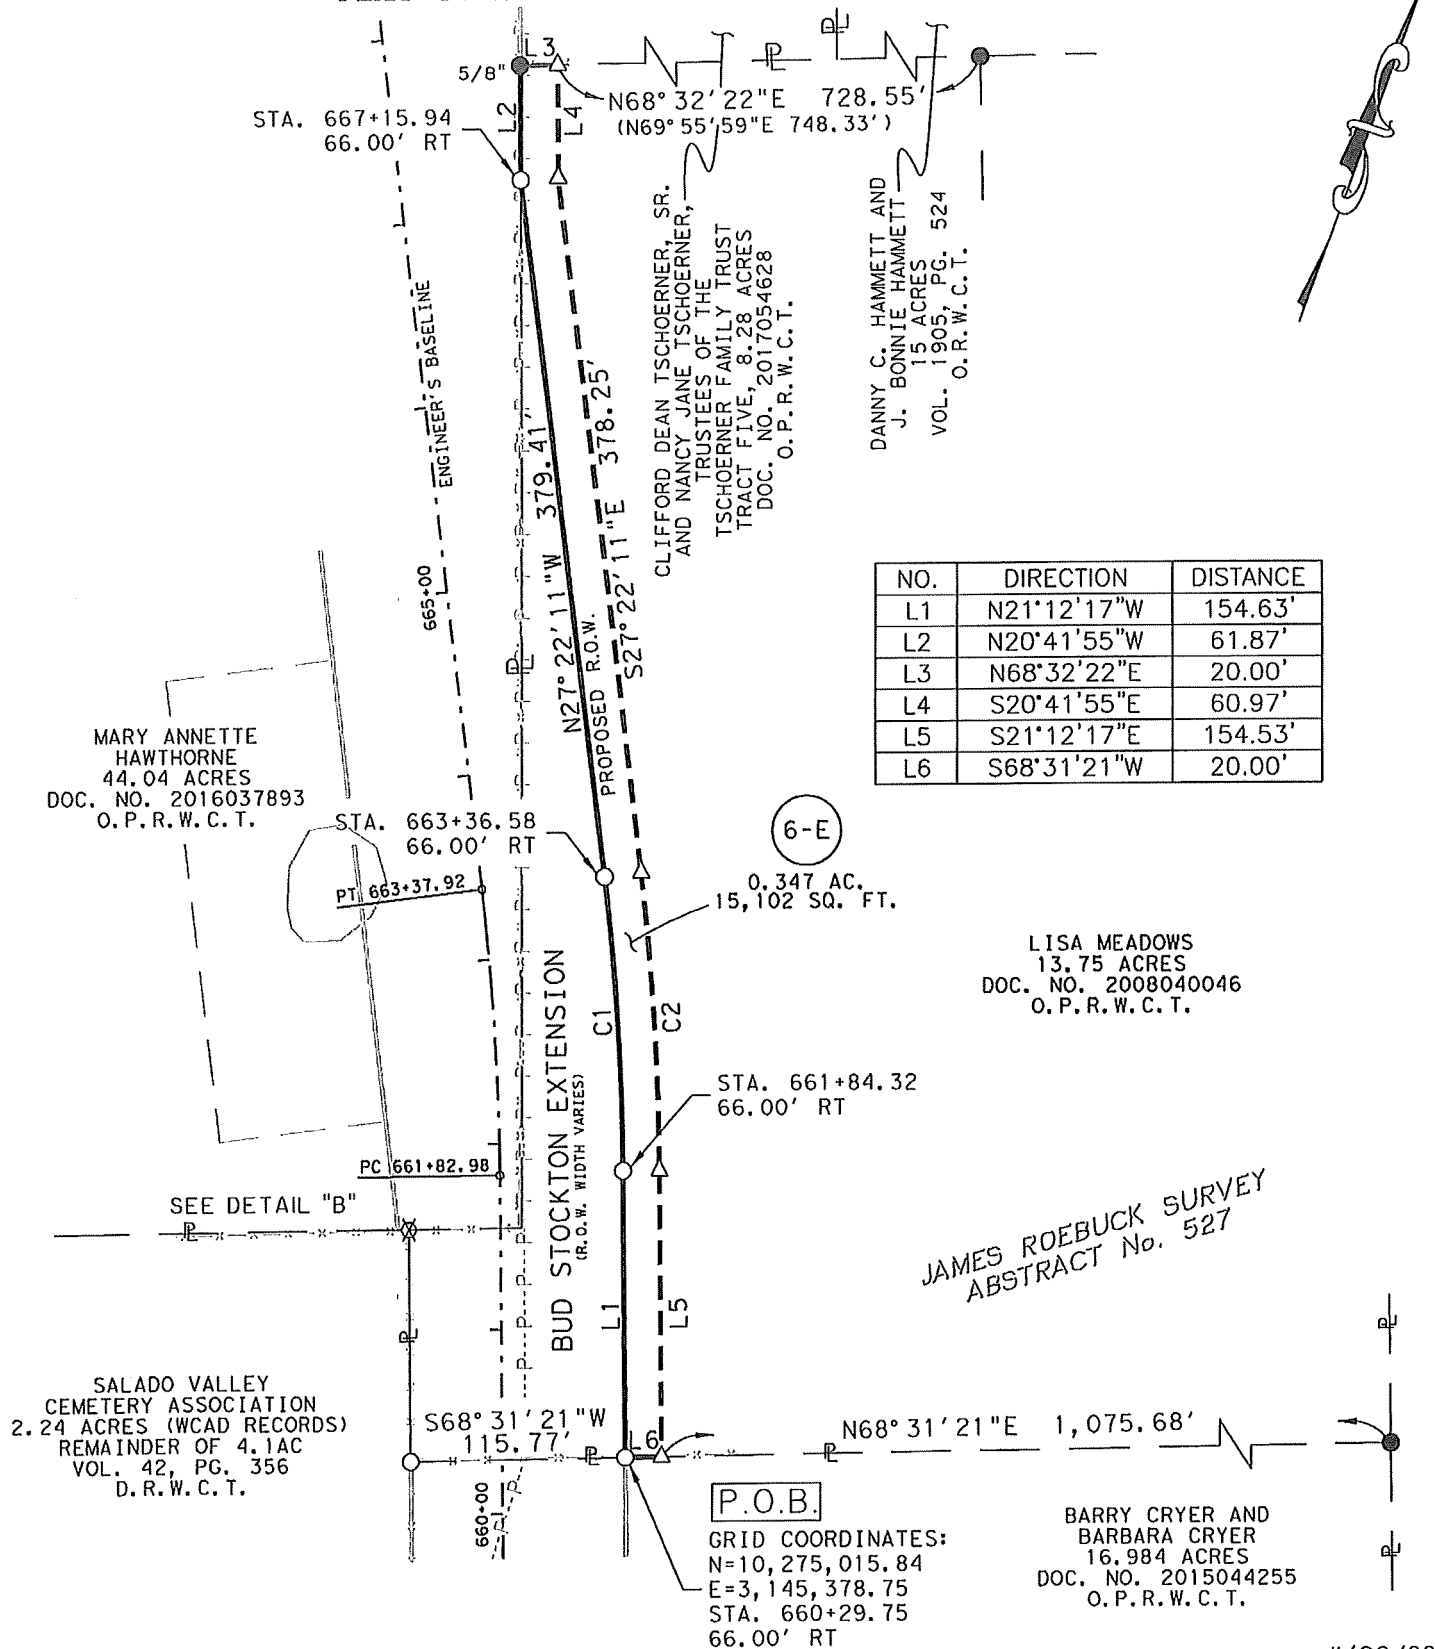 5/8"
L3
STA. 667+15.94
66.00' RT
L2
L4
N68°32'22"E 728.55'
(N69°55'59"E 748.33')
ENGINEER'S BASELINE
CLIFFORD DEAN TSCHOERNER, SR.
AND NANCY JANE TSCHOERNER,
TRUSTEES OF THE
TSCHOERNER FAMILY TRUST
TRACT FIVE, 8.28 ACRES
DOC. NO. 2017054628
O.P.R.W.C.T.
DANNY C. HAMMETT AND
J. BONNIE HAMMETT
15 ACRES
VOL. 1905, PG. 524
O.R.W.C.T.
N27°22'11"W 379.41'
PROPOSED R.O.W.
S27°22'11"E 378.25'
665+00
NO. DIRECTION DISTANCE
L1 N21°12'17"W 154.63'
L2 N20°41'55"W 61.87'
L3 N68°32'22"E 20.00'
L4 S20°41'55"E 60.97'
L5 S21°12'17"E 154.53'
L6 S68°31'21"W 20.00'
MARY ANNETTE
HAWTHORNE
44.04 ACRES
DOC. NO. 2016037893
O.P.R.W.C.T.
STA. 663+36.58
66.00' RT
PT 663+37.92
6-E
0.347 AC.
15,102 SQ. FT.
LISA MEADOWS
13.75 ACRES
DOC. NO. 2008040046
O.P.R.W.C.T.
BUD STOCKTON EXTENSION
(R.O.W. WIDTH VARIES)
C1
C2
STA. 661+84.32
66.00' RT
PC 661+82.98
SEE DETAIL "B"
JAMES ROEBUCK SURVEY
ABSTRACT No. 527
L1
L5
SALADO VALLEY
CEMETERY ASSOCIATION
2.24 ACRES (WCAD RECORDS)
REMAINDER OF 4.1AC
VOL. 42, PG. 356
D.R.W.C.T.
S68°31'21"W
115.77'
L6
N68°31'21"E 1,075.68'
660+00
P.O.B.
GRID COORDINATES:
N=10,275,015.84
E=3,145,378.75
STA. 660+29.75
66.00' RT
BARRY CRYER AND
BARBARA CRYER
16.984 ACRES
DOC. NO. 2015044255
O.P.R.W.C.T.